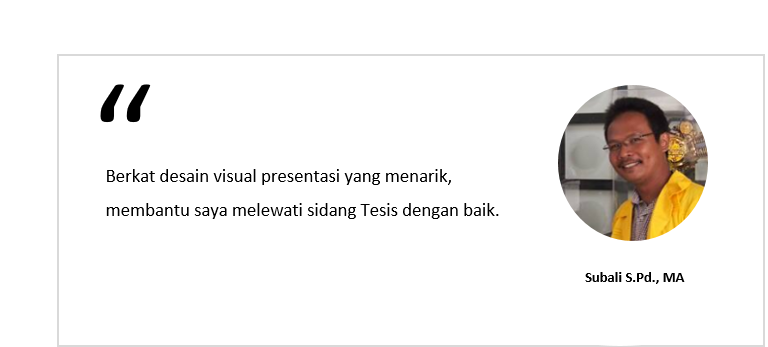 “
Berkat desain visual presentasi yang menarik,
membantu saya melewati sidang Tesis dengan baik.
Subali S.Pd., MA